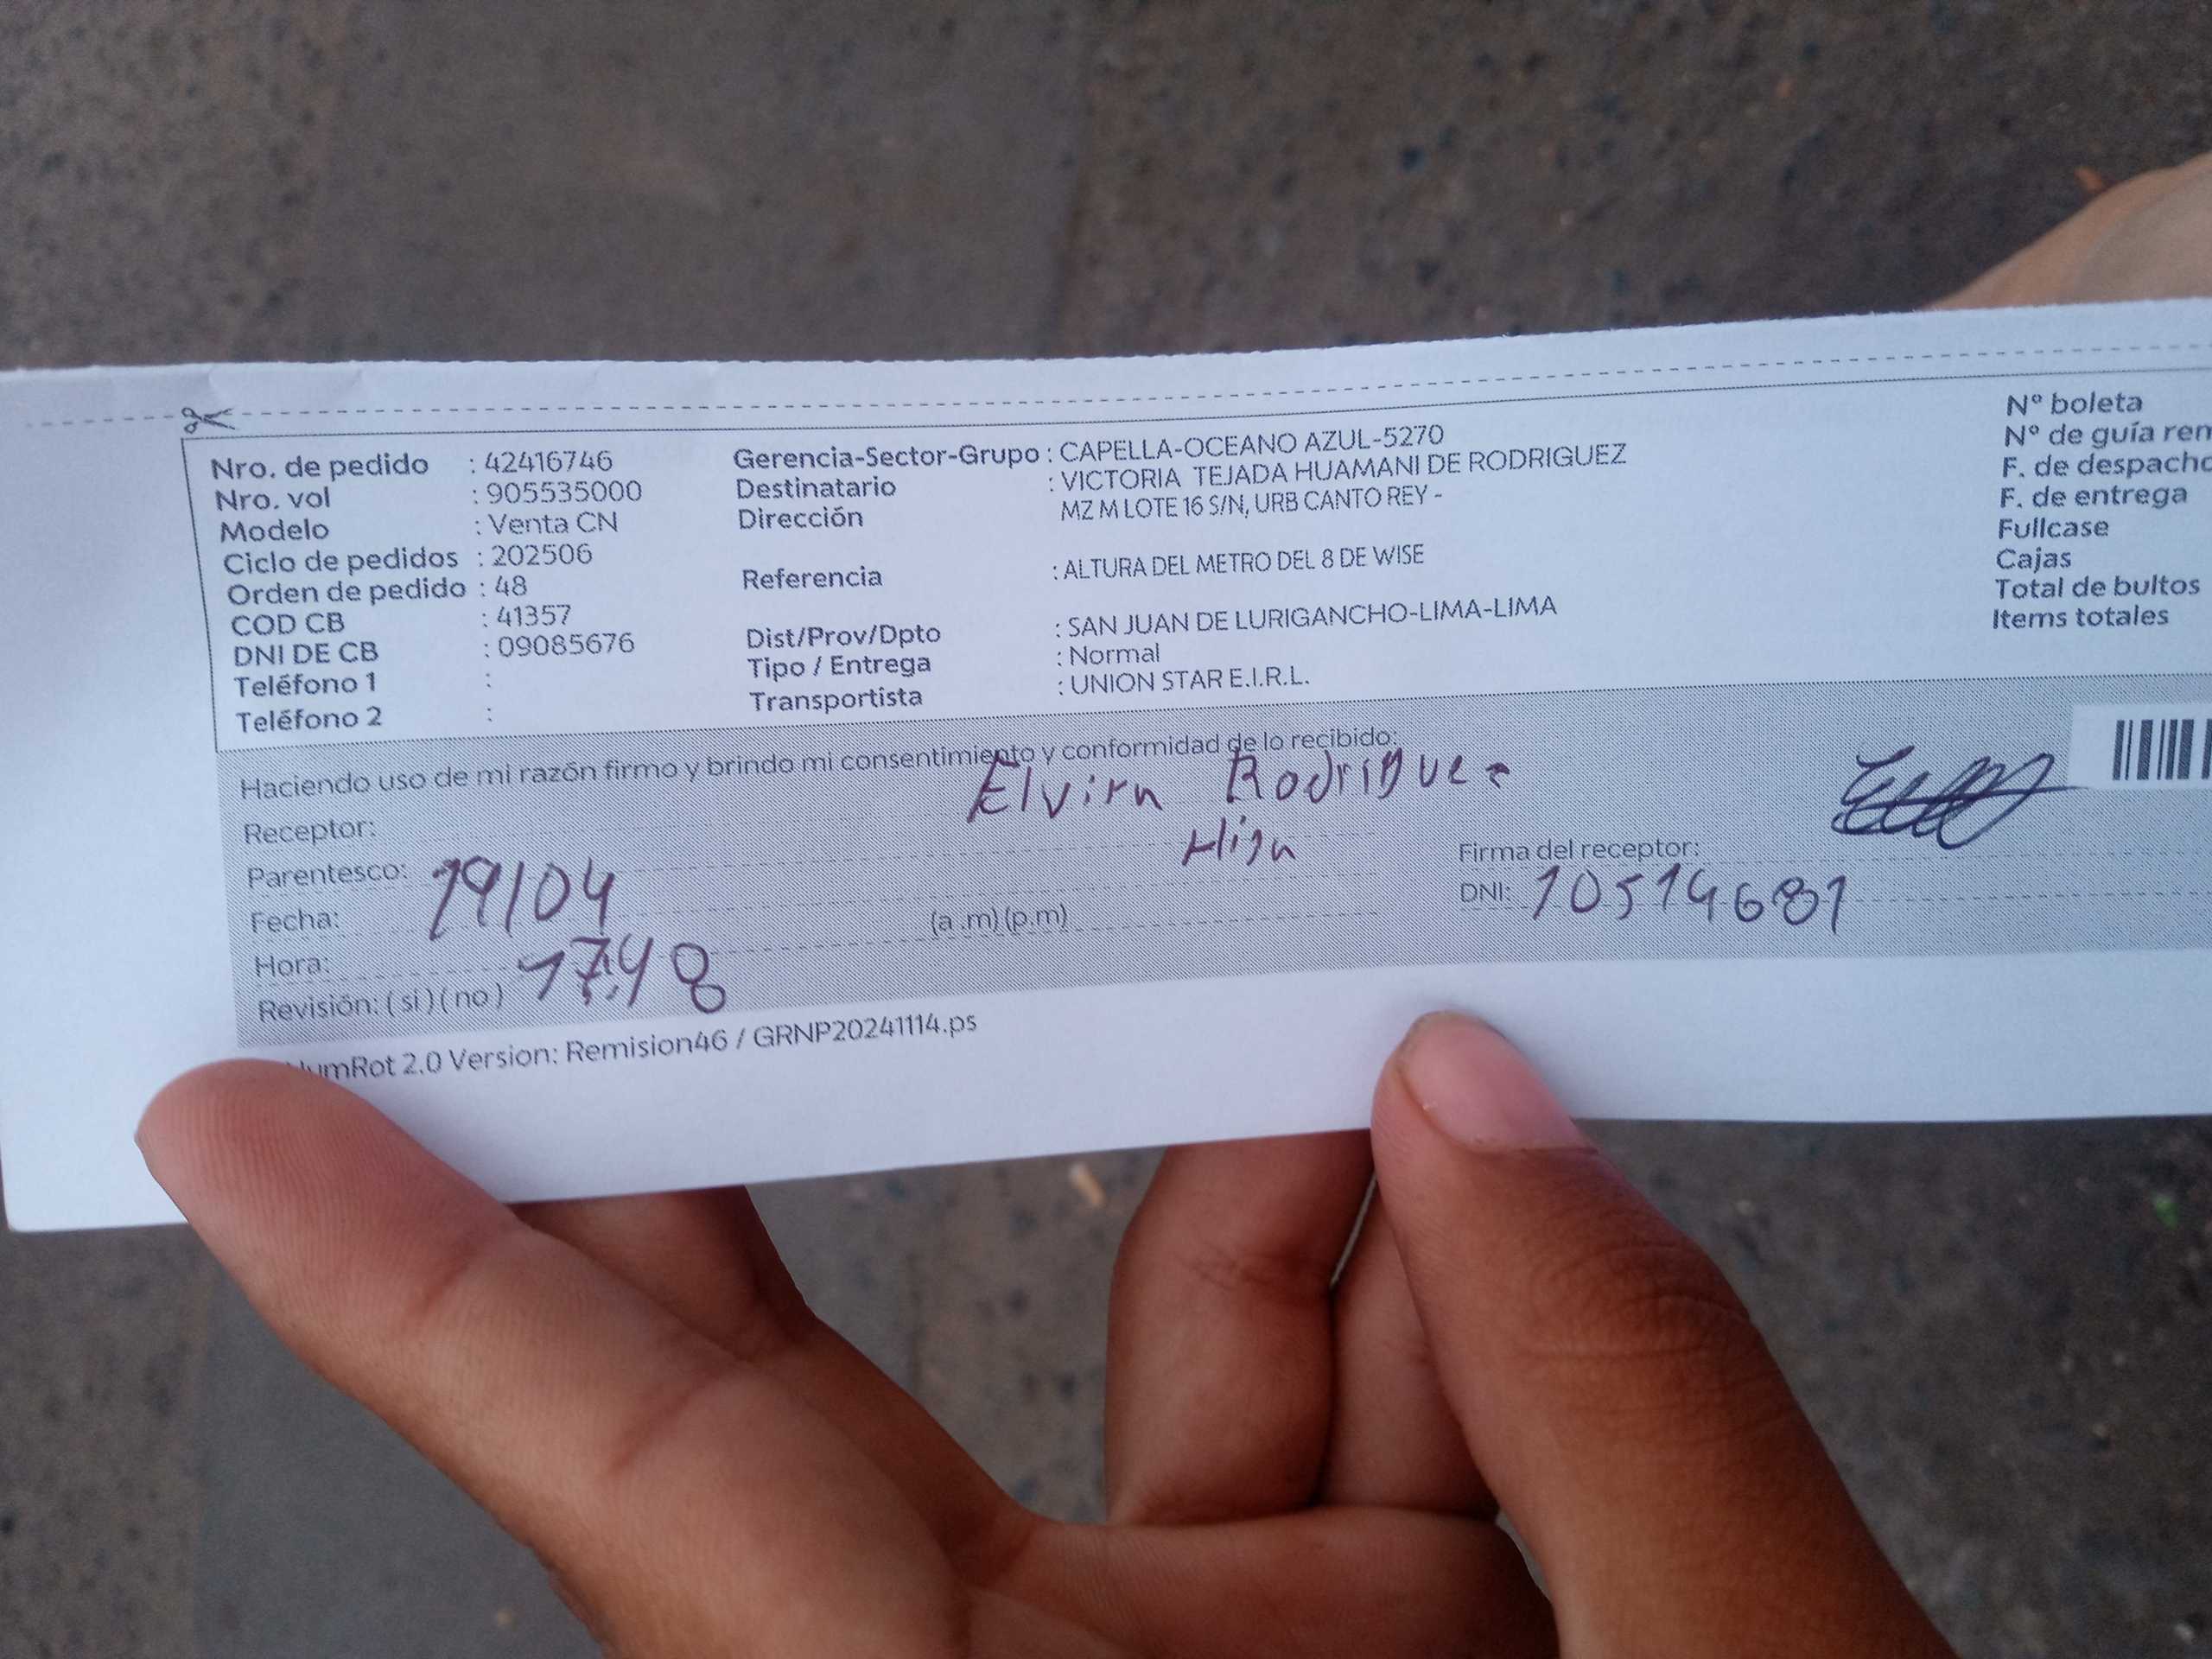 Nro. de pedido : 42416746
Nro. vol : 905535000
Modelo : Venta CN
Ciclo de pedidos : 202506
Orden de pedido : 48
COD CB : 41357
DNI DE CB : 09085676
Teléfono 1 :
Teléfono 2 :
Gerencia-Sector-Grupo : CAPELLA-OCEANO AZUL-5270
Destinatario : VICTORIA TEJADA HUAMANI DE RODRIGUEZ
Dirección MZ M LOTE 16 S/N, URB CANTO REY -
Referencia : ALTURA DEL METRO DEL 8 DE WISE
Dist/Prov/Dpto : SAN JUAN DE LURIGANCHO-LIMA-LIMA
Tipo / Entrega : Normal
Transportista : UNION STAR E.I.R.L.
Nº boleta
Nº de guía rem
F. de despacho
F. de entrega
Fullcase
Cajas
Total de bultos
Items totales
Haciendo uso de mi razón firmo y brindo mi consentimiento y conformidad de lo recibido:
Receptor: Elvira Rodriguez
Parentesco: Hija
Fecha: 19/04
Hora: 17:48 (a.m) (p.m)
Revisión: (si) (no)
Firma del receptor:
DNI: 10514681
umRot 2.0 Version: Remision46 / GRNP20241114.ps